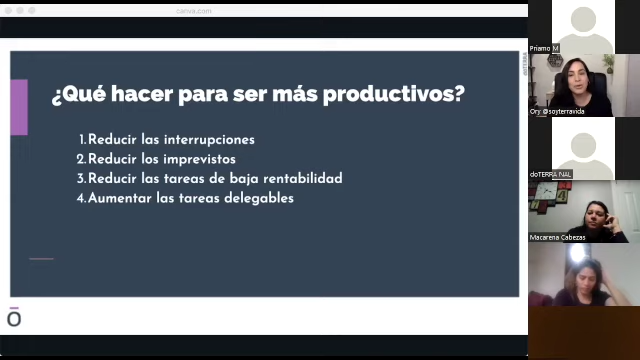 canva.com
¿Qué hacer para ser más productivos?
1.Reducir las interrupciones
2.Reducir los imprevistos
3.Reducir las tareas de baja rentabilidad
4.Aumentar las tareas delegables
doTERRA
Priamo M
Ory @soyterravida
doTERRA NAL
Macarena Cabezas